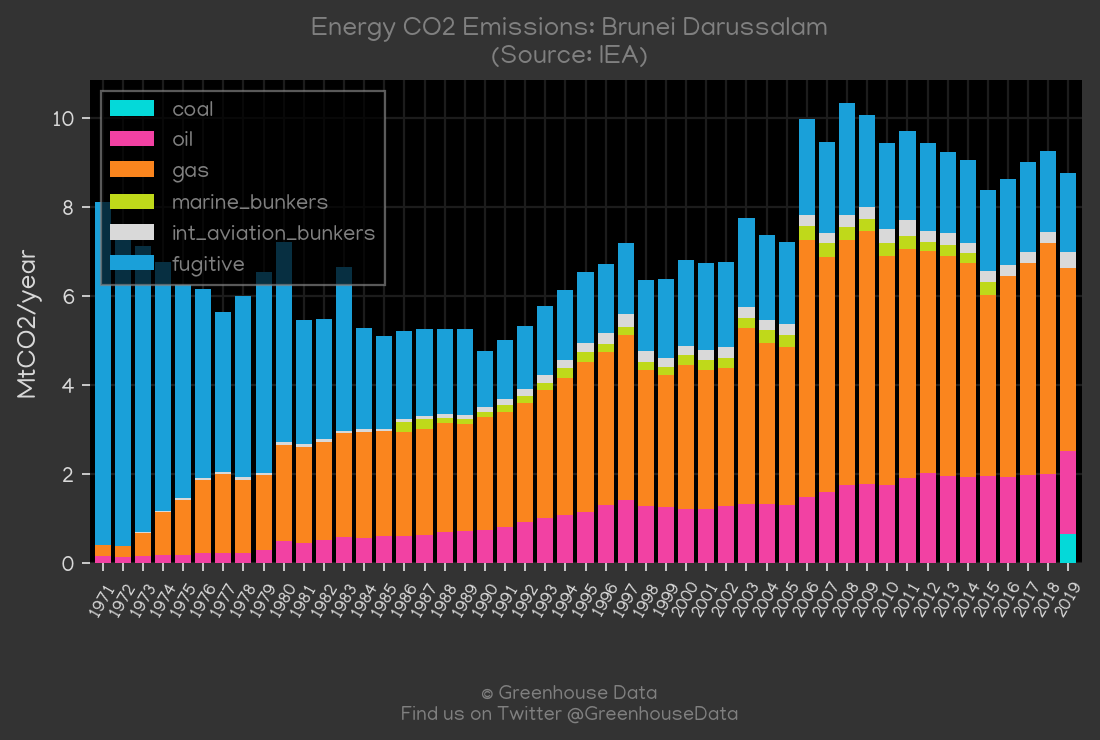 Energy CO2 Emissions: Brunei Darussalam
(Source: IEA)
coal
oil
gas
marine_bunkers
int_aviation_bunkers
fugitive
MtCO2/year
10
8
6
4
2
0
1971 1972 1973 1974 1975 1976 1977 1978 1979 1980 1981 1982 1983 1984 1985 1986 1987 1988 1989 1990 1991 1992 1993 1994 1995 1996 1997 1998 1999 2000 2001 2002 2003 2004 2005 2006 2007 2008 2009 2010 2011 2012 2013 2014 2015 2016 2017 2018 2019
© Greenhouse Data
Find us on Twitter @GreenhouseData